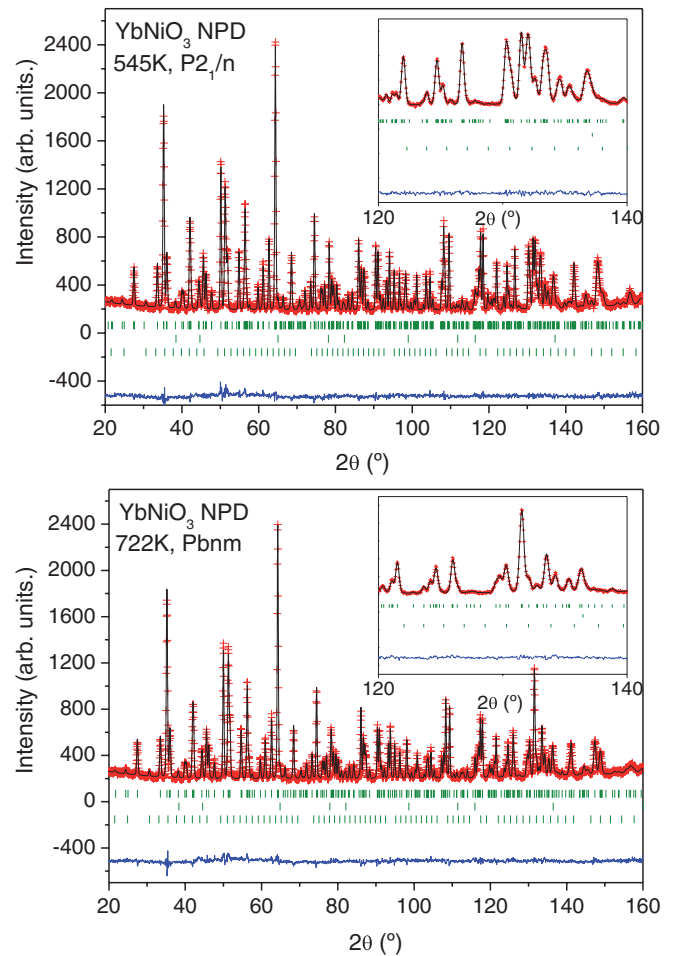 YbNiO₃ NPD
545K, P2₁/n
Intensity (arb. units.)
2400
2000
1600
1200
800
400
0
-400
20 40 60 80 100 120 140 160
2θ (º)
120 140
2θ (º)
YbNiO₃ NPD
722K, Pbnm
Intensity (arb. units.)
2400
2000
1600
1200
800
400
0
-400
20 40 60 80 100 120 140 160
2θ (º)
120 140
2θ (º)